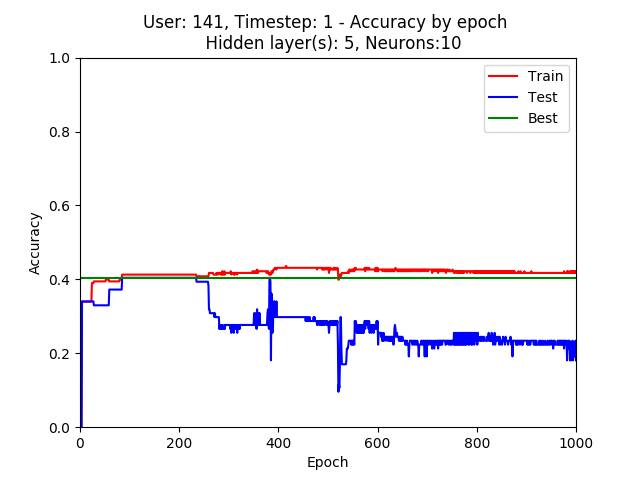 User: 141, Timestep: 1 - Accuracy by epoch
Hidden layer(s): 5, Neurons:10
1.0
0.8
0.6
0.4
0.2
0.0
Accuracy
Train
Test
Best
0
200
400
600
800
1000
Epoch